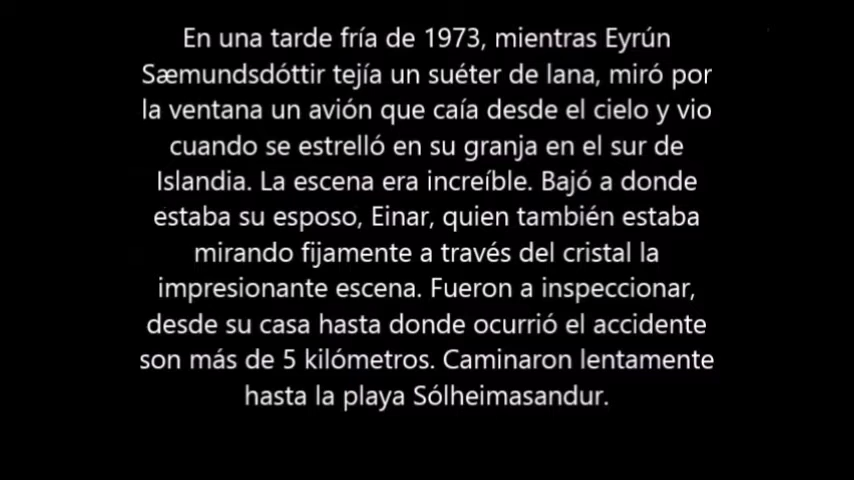 En una tarde fría de 1973, mientras Eyrún
Sæmundsdóttir tejía un suéter de lana, miró por
la ventana un avión que caía desde el cielo y vio
cuando se estrelló en su granja en el sur de
Islandia. La escena era increíble. Bajó a donde
estaba su esposo, Einar, quien también estaba
mirando fijamente a través del cristal la
impresionante escena. Fueron a inspeccionar,
desde su casa hasta donde ocurrió el accidente
son más de 5 kilómetros. Caminaron lentamente
hasta la playa Sólheimasandur.